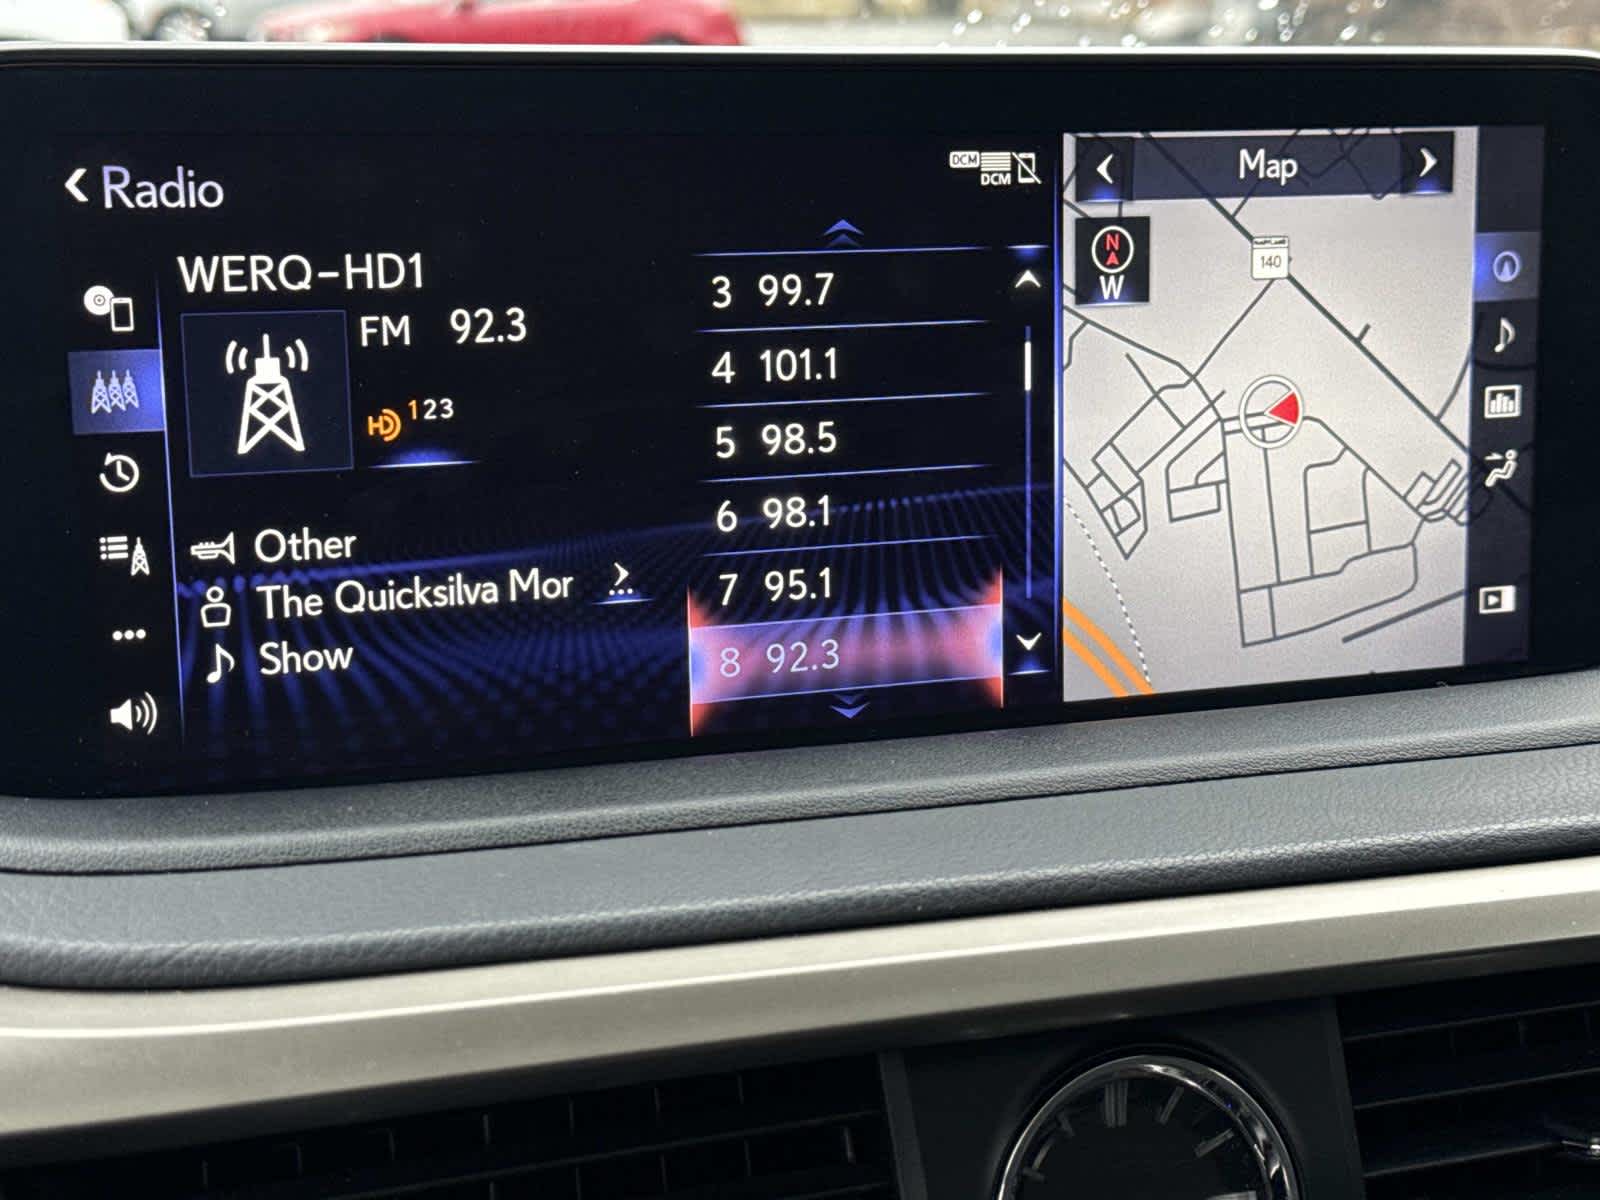 Radio
DCM
DCM
WERQ-HD1
FM 92.3
HD 123
Other
The Quicksilva Mor
...
Show
3 99.7
4 101.1
5 98.5
6 98.1
7 95.1
8 92.3
Map
N
W
MARYLAND
140